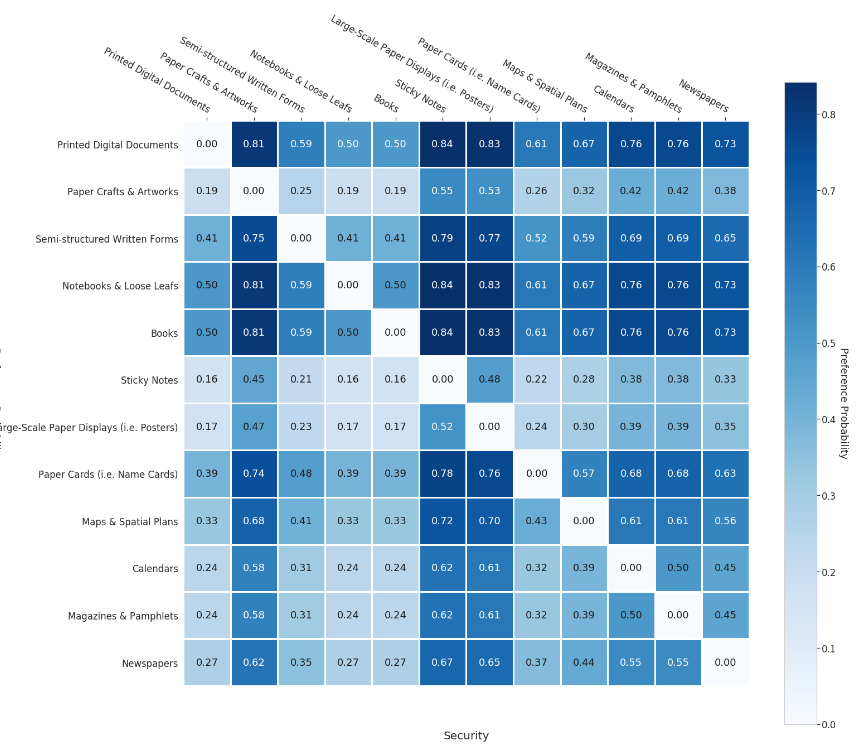 Printed Digital Documents
Paper Crafts & Artworks
Semi-structured Written Forms
Notebooks & Loose Leafs
Books
Sticky Notes
Large-Scale Paper Displays (i.e. Posters)
Paper Cards (i.e. Name Cards)
Maps & Spatial Plans
Calendars
Magazines & Pamphlets
Newspapers
Printed Digital Documents 0.00 0.81 0.59 0.50 0.50 0.84 0.83 0.61 0.67 0.76 0.76 0.73
Paper Crafts & Artworks 0.19 0.00 0.25 0.19 0.19 0.55 0.53 0.26 0.32 0.42 0.42 0.38
Semi-structured Written Forms 0.41 0.75 0.00 0.41 0.41 0.79 0.77 0.52 0.59 0.69 0.69 0.65
Notebooks & Loose Leafs 0.50 0.81 0.59 0.00 0.50 0.84 0.83 0.61 0.67 0.76 0.76 0.73
Books 0.50 0.81 0.59 0.50 0.00 0.84 0.83 0.61 0.67 0.76 0.76 0.73
Sticky Notes 0.16 0.45 0.21 0.16 0.16 0.00 0.48 0.22 0.28 0.38 0.38 0.33
arge-Scale Paper Displays (i.e. Posters) 0.17 0.47 0.23 0.17 0.17 0.52 0.00 0.24 0.30 0.39 0.39 0.35
Paper Cards (i.e. Name Cards) 0.39 0.74 0.48 0.39 0.39 0.78 0.76 0.00 0.57 0.68 0.68 0.63
Maps & Spatial Plans 0.33 0.68 0.41 0.33 0.33 0.72 0.70 0.43 0.00 0.61 0.61 0.56
Calendars 0.24 0.58 0.31 0.24 0.24 0.62 0.61 0.32 0.39 0.00 0.50 0.45
Magazines & Pamphlets 0.24 0.58 0.31 0.24 0.24 0.62 0.61 0.32 0.39 0.50 0.00 0.45
Newspapers 0.27 0.62 0.35 0.27 0.27 0.67 0.65 0.37 0.44 0.55 0.55 0.00
Security
0.8
0.7
0.6
0.5
0.4
0.3
0.2
0.1
0.0
Preference Probability